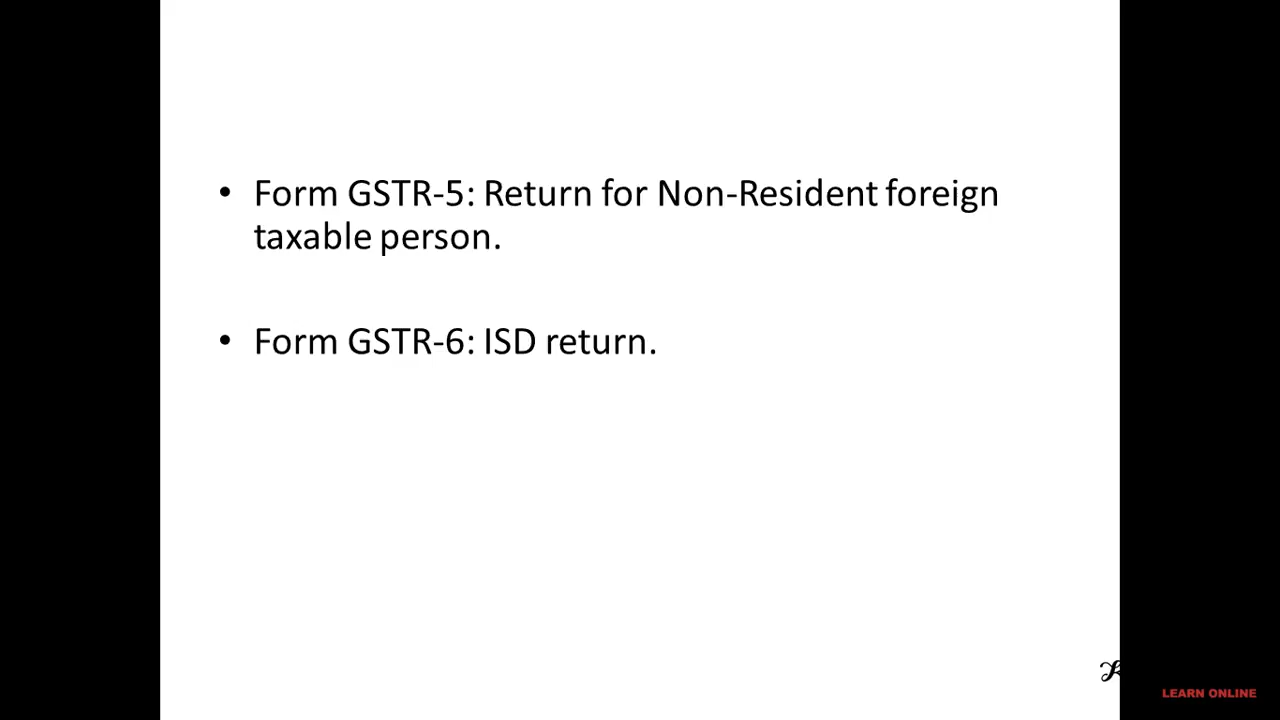 • Form GSTR-5: Return for Non-Resident foreign
taxable person.
• Form GSTR-6: ISD return.
LEARN ONLINE